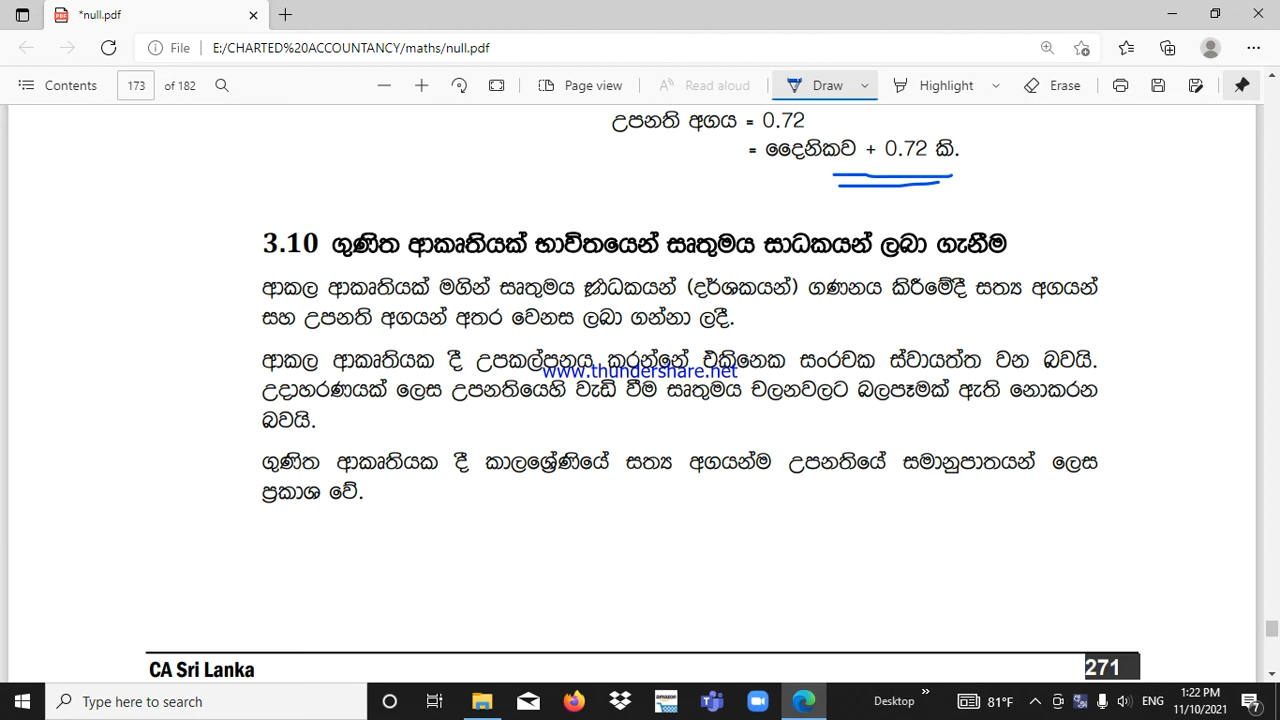 *null.pdf
File E:/CHARTED%20ACCOUNTANCY/maths/null.pdf
Contents 173 of 182 Page view Read aloud Draw Highlight Erase
උපනති අගය = 0.72
= දෛනිකව + 0.72 කි.
3.10 ගුණිත ආකෘතියක් භාවිතයෙන් සෘතුමය සාධකයන් ලබා ගැනීම
ආකල ආකෘතියක් මගින් සෘතුමය සාධකයන් (දර්ශකයන්) ගණනය කිරීමේදී සත්‍ය අගයන්
සහ උපනති අගයන් අතර වෙනස ලබා ගන්නා ලදී.
ආකල ආකෘතියක දී උපකල්පනය කරන්නේ එකිනෙක සංරචක ස්වායත්ත වන බවයි.
www.thundershare.net
උදාහරණයක් ලෙස උපනතියෙහි වැඩි වීම සෘතුමය චලනවලට බලපෑමක් ඇති නොකරන
බවයි.
ගුණිත ආකෘතියක දී කාලශ්‍රේණියේ සත්‍ය අගයන්ම උපනතියේ සමානුපාතයන් ලෙස
ප්‍රකාශ වේ.
CA Sri Lanka 271
Type here to search Desktop 81°F ENG 1:22 PM
11/10/2021 7